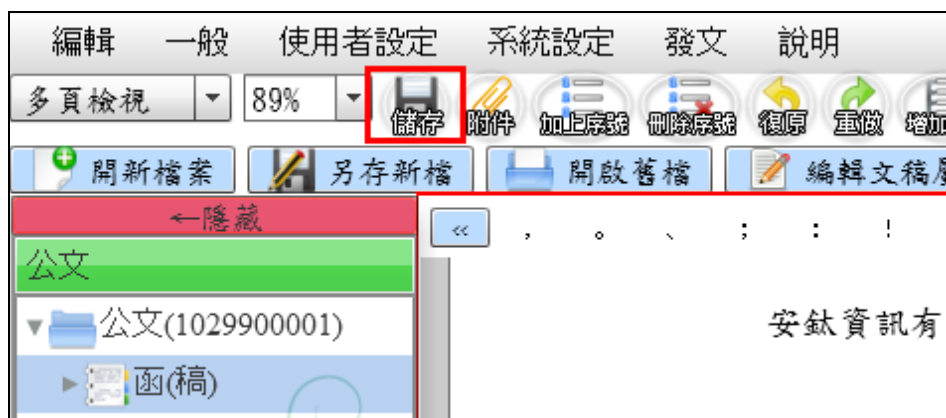 編輯 一般 使用者設定 系統設定 發文 說明
多頁檢視 89% 儲存 附件 加上序號 刪除序號 復原 重做 增加
開新檔案 另存新檔 開啟舊檔 編輯文稿
←隱藏 « , 。 、 ; : !
公文
公文(1029900001) 安鈦資訊有
函(稿)